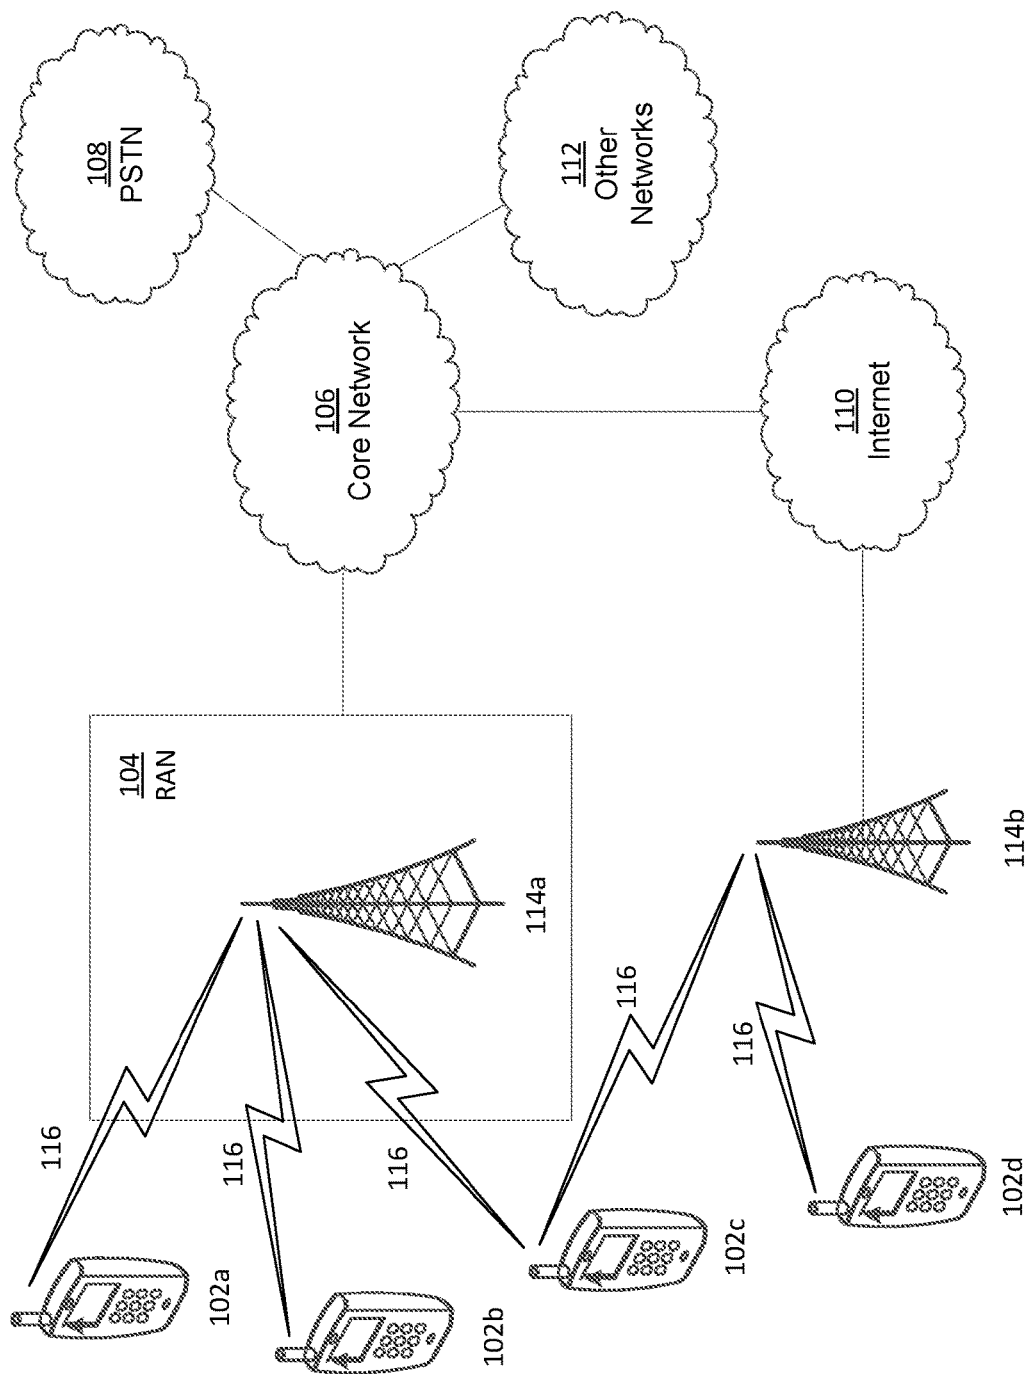 102a
116
102b
116
102c
116
116
102d
116
104
RAN
114a
114b
106
Core Network
108
PSTN
112
Other
Networks
110
Internet